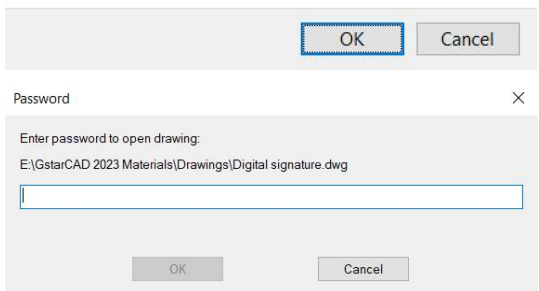 OK Cancel
Password
Enter password to open drawing:
E:\GstarCAD 2023 Materials\Drawings\Digital signature.dwg
OK Cancel